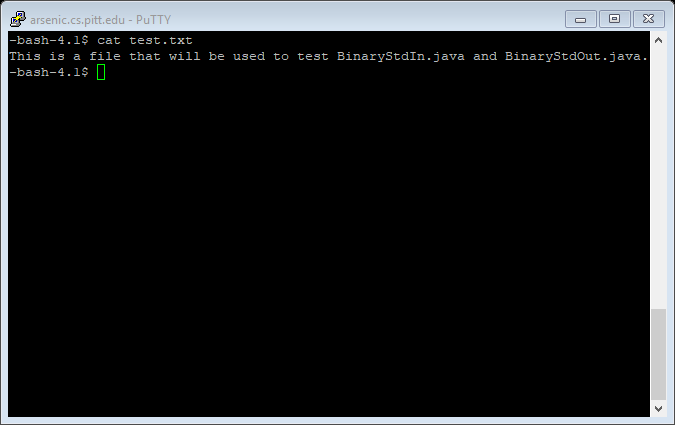 arsenic.cs.pitt.edu - PuTTY
-bash-4.1$ cat test.txt
This is a file that will be used to test BinaryStdIn.java and BinaryStdOut.java.
-bash-4.1$